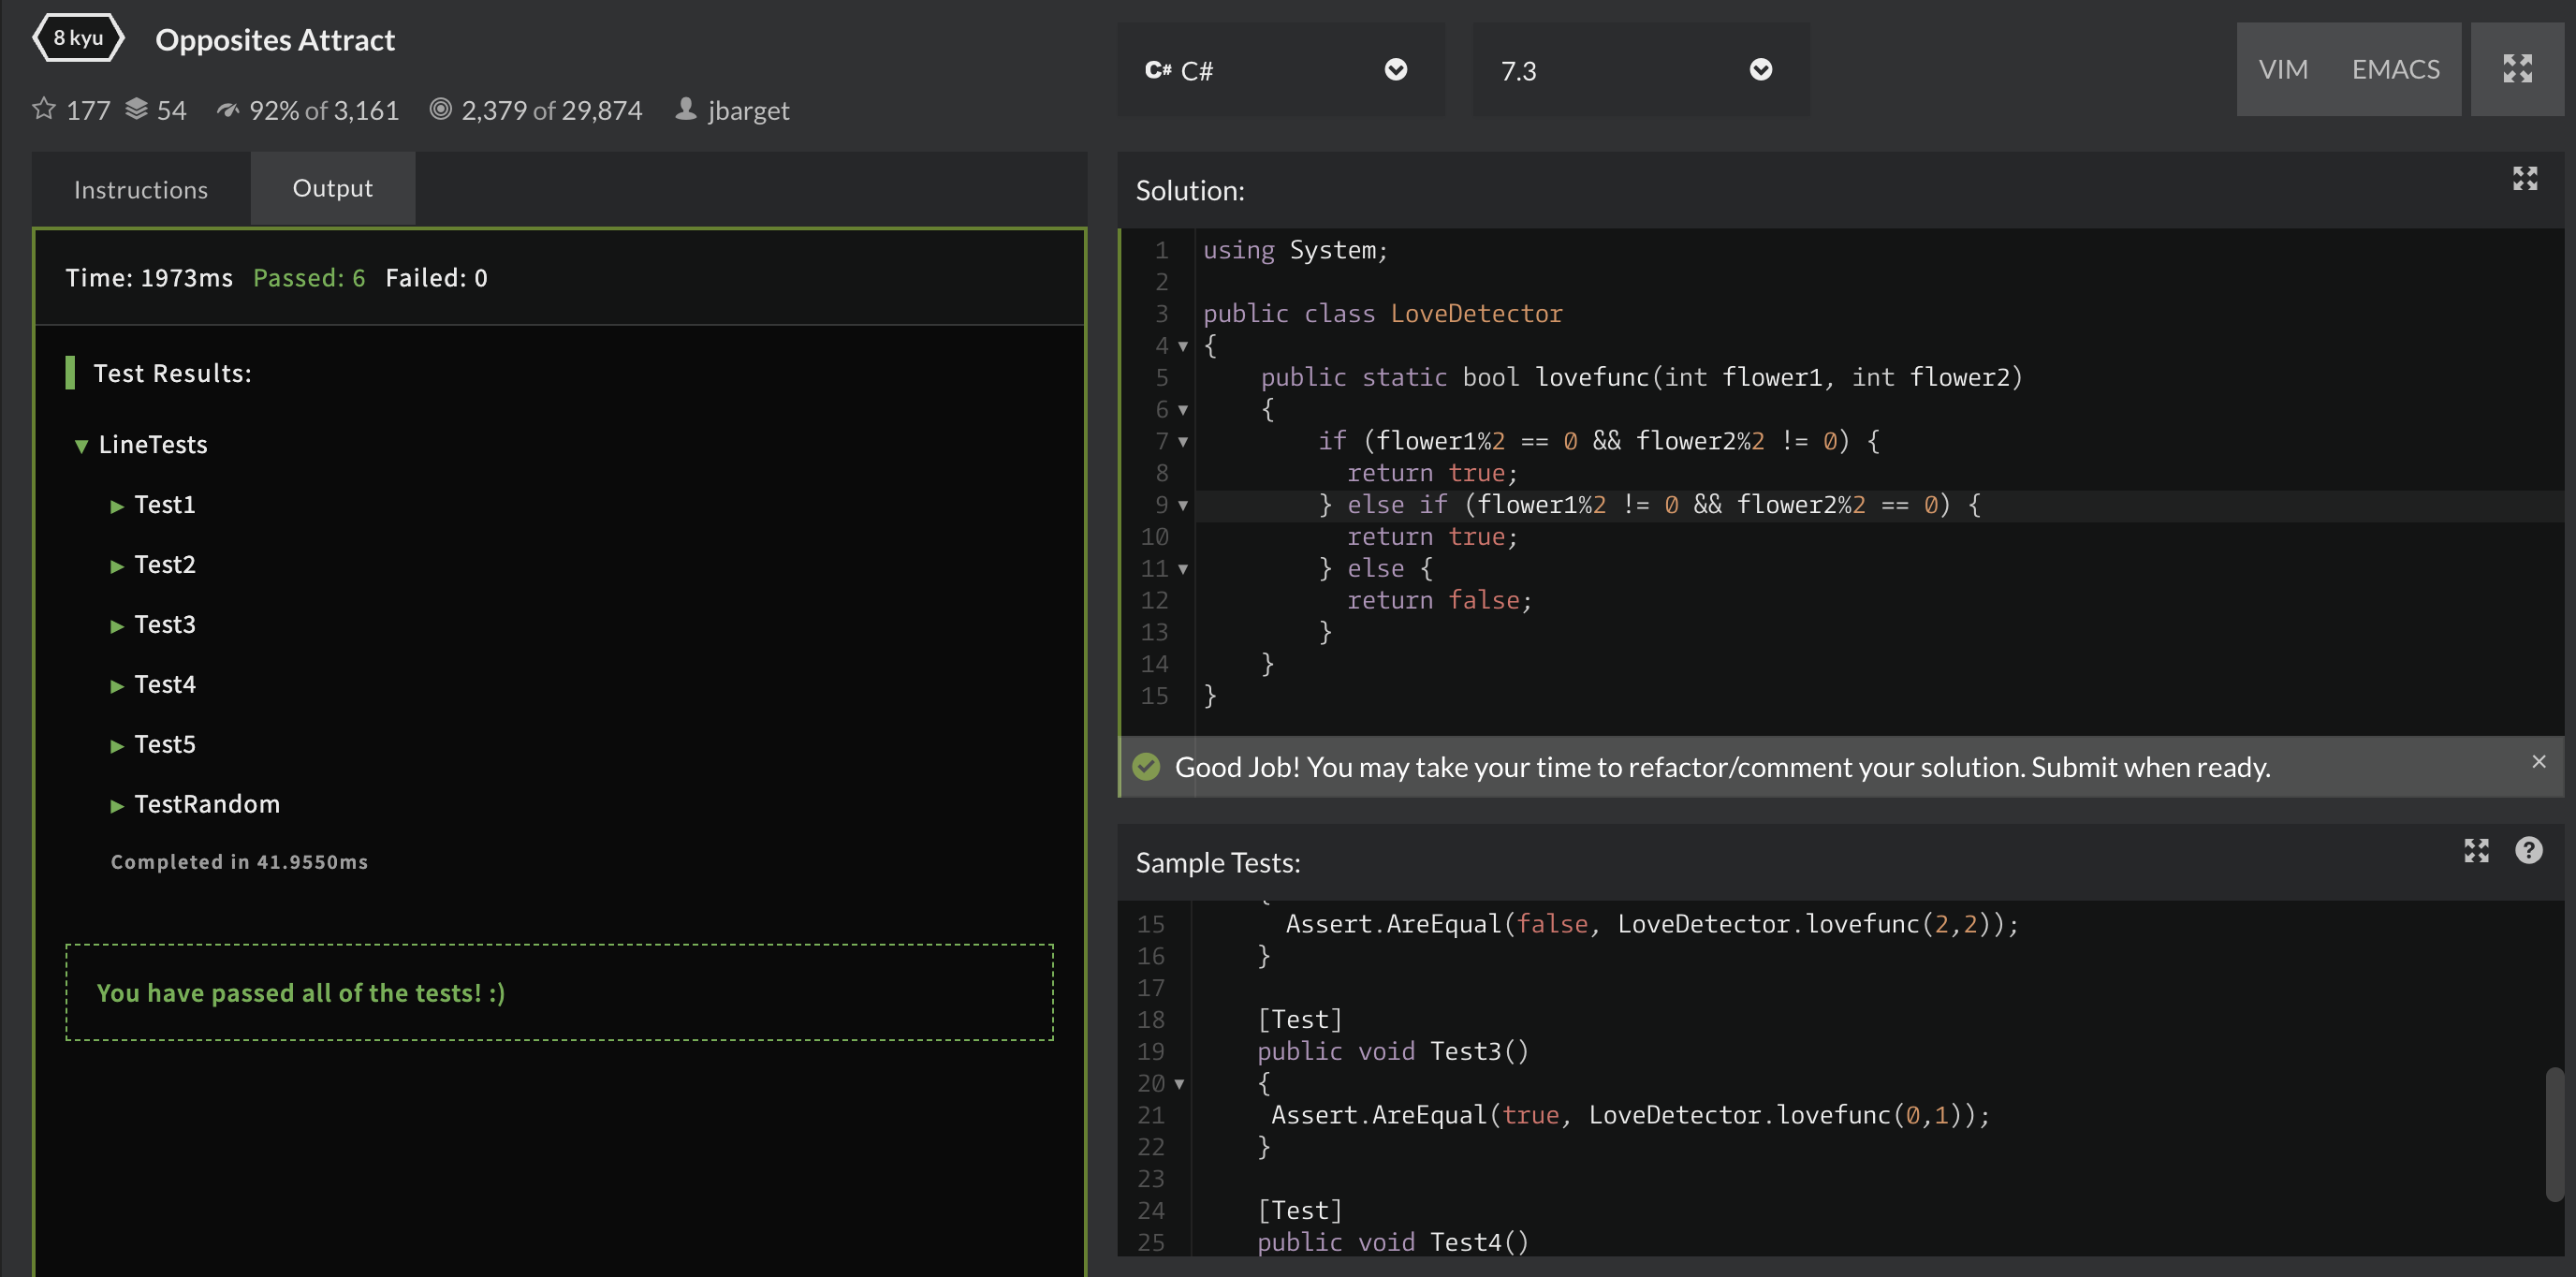 8 kyu Opposites Attract
177 54 92% of 3,161 2,379 of 29,874 jbarget
C# C# 7.3 VIM EMACS
Instructions Output
Time: 1973ms Passed: 6 Failed: 0
Test Results:
LineTests
Test1
Test2
Test3
Test4
Test5
TestRandom
Completed in 41.9550ms
You have passed all of the tests! :)
Solution:
1 using System;
2
3 public class LoveDetector
4 {
5 public static bool lovefunc(int flower1, int flower2)
6 {
7 if (flower1%2 == 0 && flower2%2 != 0) {
8 return true;
9 } else if (flower1%2 != 0 && flower2%2 == 0) {
10 return true;
11 } else {
12 return false;
13 }
14 }
15 }
Good Job! You may take your time to refactor/comment your solution. Submit when ready. ×
Sample Tests: ?
15 Assert.AreEqual(false, LoveDetector.lovefunc(2,2));
16 }
17
18 [Test]
19 public void Test3()
20 {
21 Assert.AreEqual(true, LoveDetector.lovefunc(0,1));
22 }
23
24 [Test]
25 public void Test4()